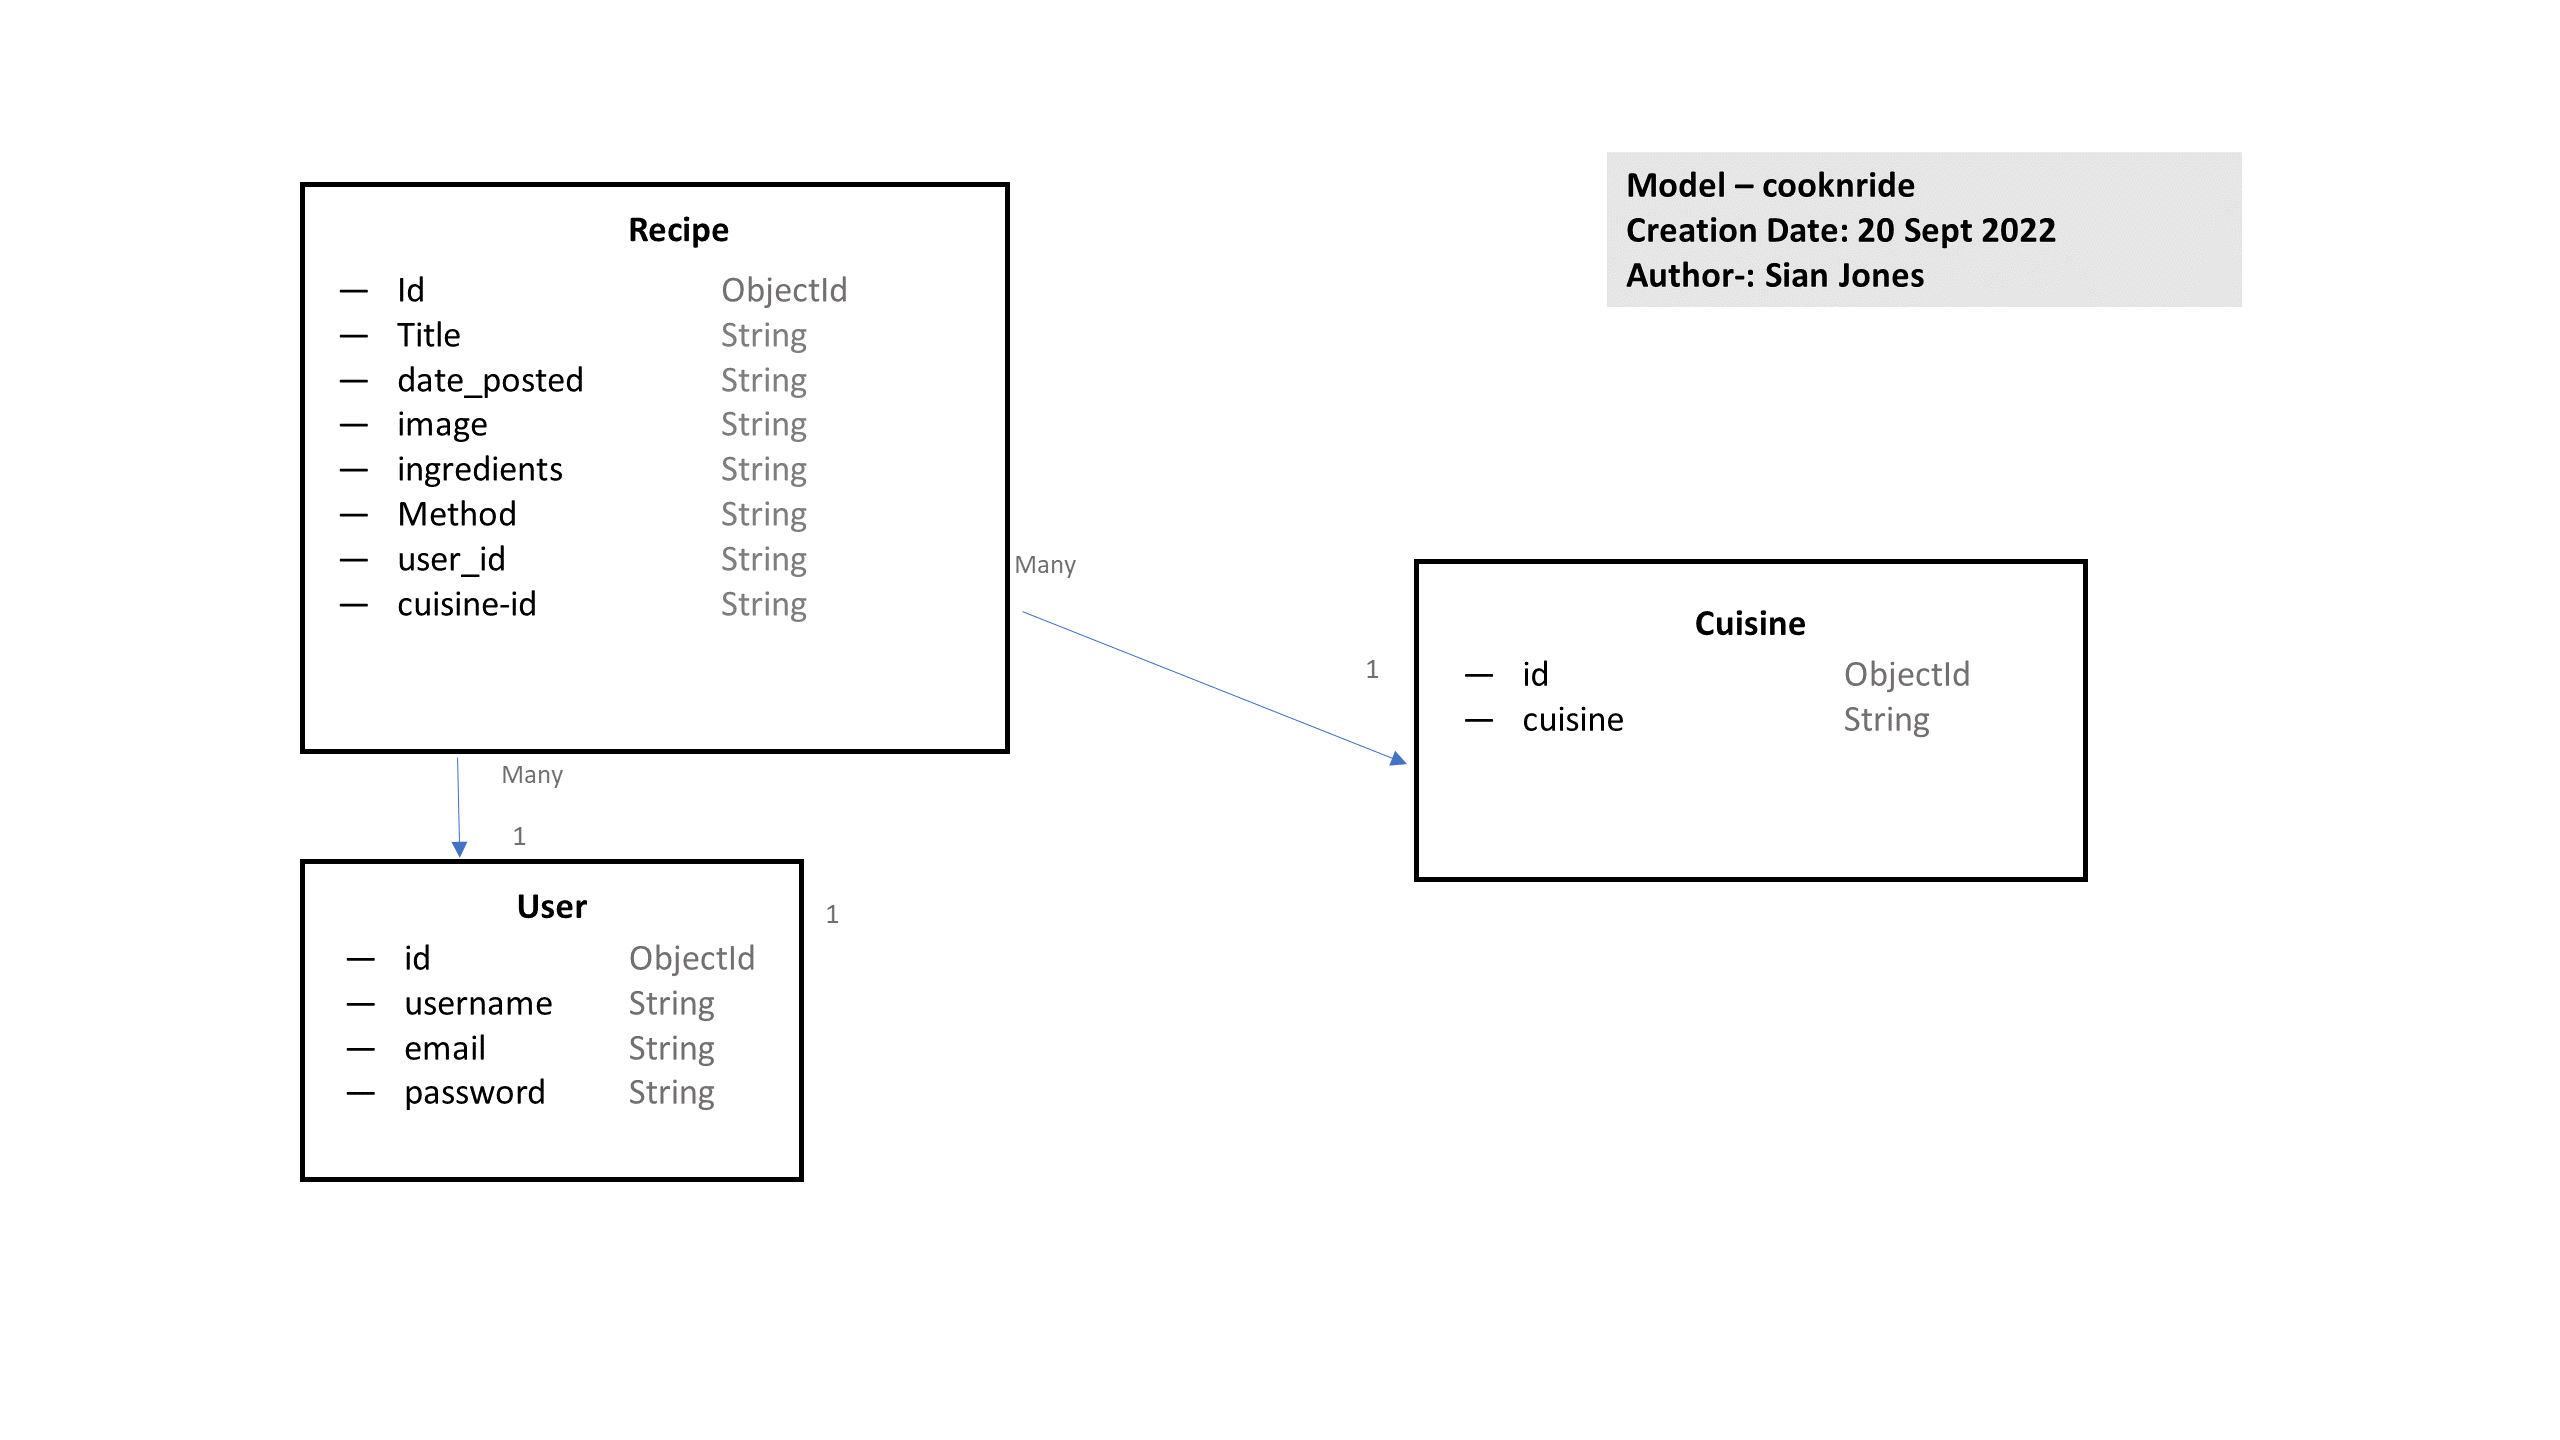 Model – cooknride
Creation Date: 20 Sept 2022
Author-: Sian Jones
Recipe
— Id ObjectId
— Title String
— date_posted String
— image String
— ingredients String
— Method String
— user_id String
— cuisine-id String
Many
1
Cuisine
— id ObjectId
— cuisine String
Many
1
User
1
— id ObjectId
— username String
— email String
— password String